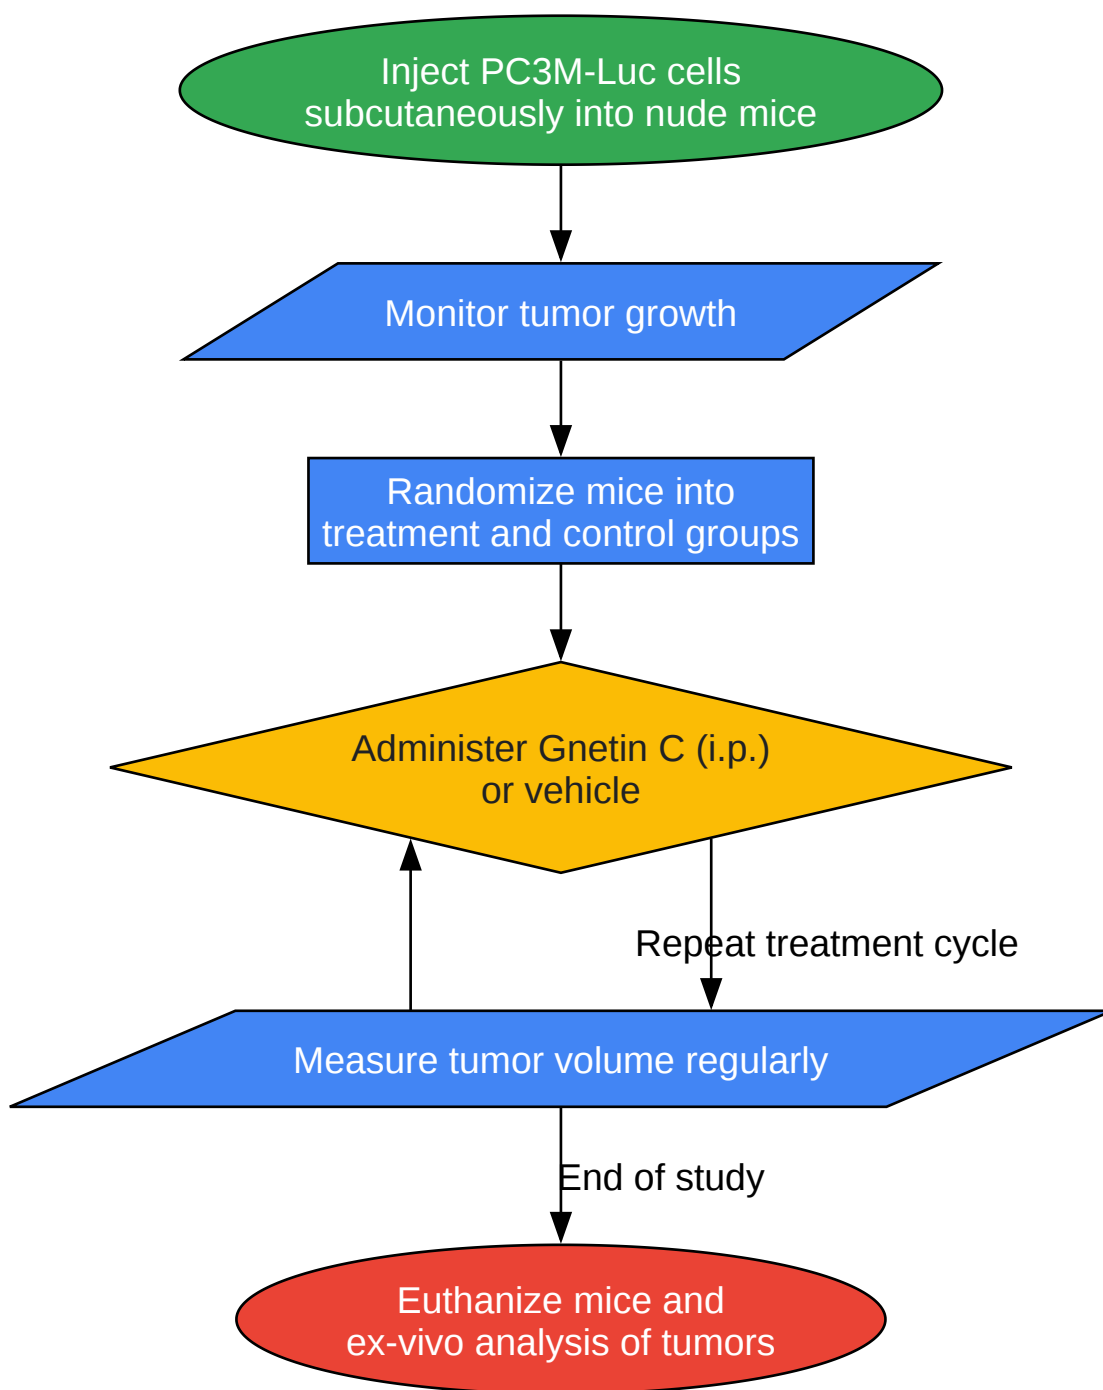 Inject PC3M-Luc cells
subcutaneously into nude mice
Monitor tumor growth
Randomize mice into
treatment and control groups
Administer Gnetin C (i.p.)
or vehicle
Repeat treatment cycle
Measure tumor volume regularly
End of study
Euthanize mice and
ex-vivo analysis of tumors